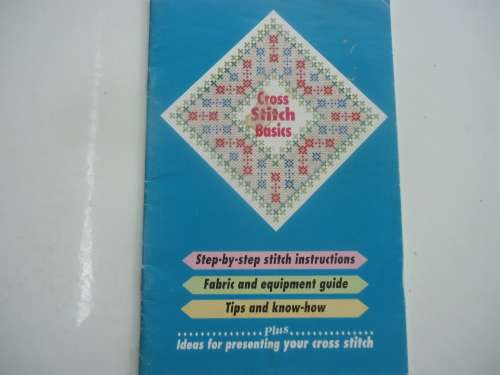 Cross
Stitch
Basics
Step-by-step stitch instructions
Fabric and equipment guide
Tips and know-how
Plus
Ideas for presenting your cross stitch